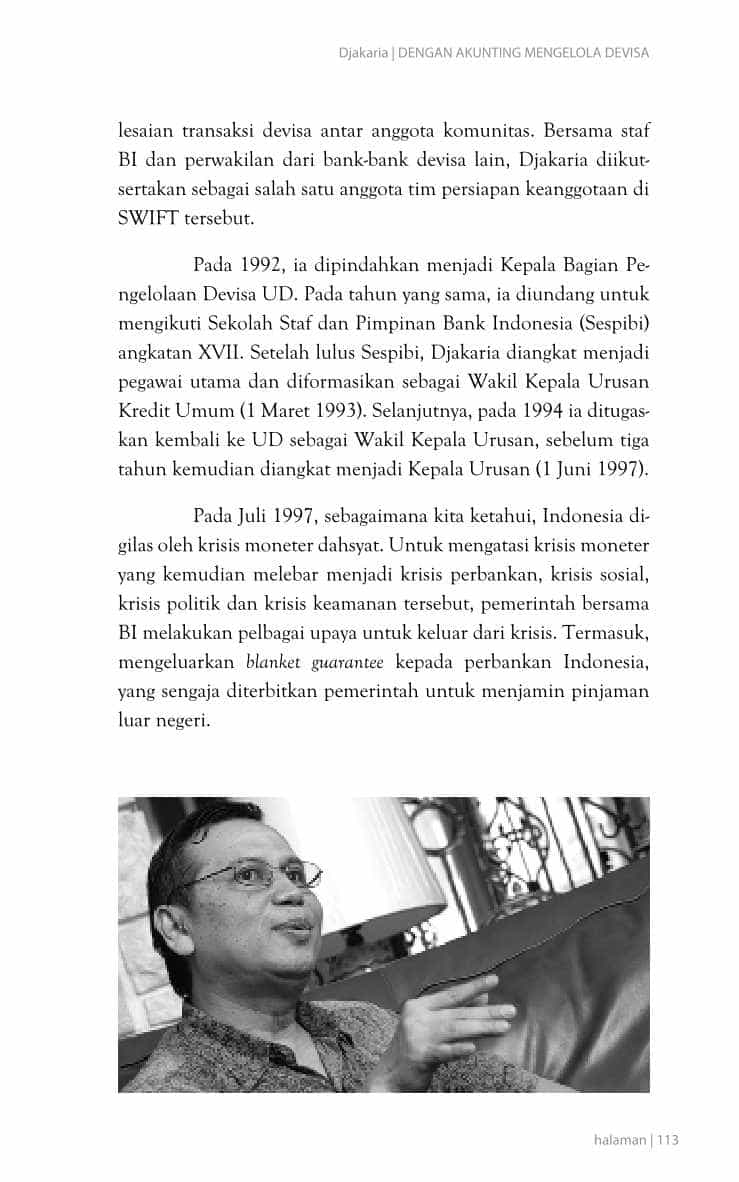 Djakaria | DENGAN AKUNTING MENGELOLA DEVISA
lesaian transaksi devisa antar anggota komunitas. Bersama staf
BI dan perwakilan dari bank-bank devisa lain, Djakaria diikut-
sertakan sebagai salah satu anggota tim persiapan keanggotaan di
SWIFT tersebut.
Pada 1992, ia dipindahkan menjadi Kepala Bagian Pe-
ngelolaan Devisa UD. Pada tahun yang sama, ia diundang untuk
mengikuti Sekolah Staf dan Pimpinan Bank Indonesia (Sespibi)
angkatan XVII. Setelah lulus Sespibi, Djakaria diangkat menjadi
pegawai utama dan diformasikan sebagai Wakil Kepala Urusan
Kredit Umum (1 Maret 1993). Selanjutnya, pada 1994 ia ditugas-
kan kembali ke UD sebagai Wakil Kepala Urusan, sebelum tiga
tahun kemudian diangkat menjadi Kepala Urusan (1 Juni 1997).
Pada Juli 1997, sebagaimana kita ketahui, Indonesia di-
gilas oleh krisis moneter dahsyat. Untuk mengatasi krisis moneter
yang kemudian melebar menjadi krisis perbankan, krisis sosial,
krisis politik dan krisis keamanan tersebut, pemerintah bersama
BI melakukan pelbagai upaya untuk keluar dari krisis. Termasuk,
mengeluarkan blanket guarantee kepada perbankan Indonesia,
yang sengaja diterbitkan pemerintah untuk menjamin pinjaman
luar negeri.
halaman | 113